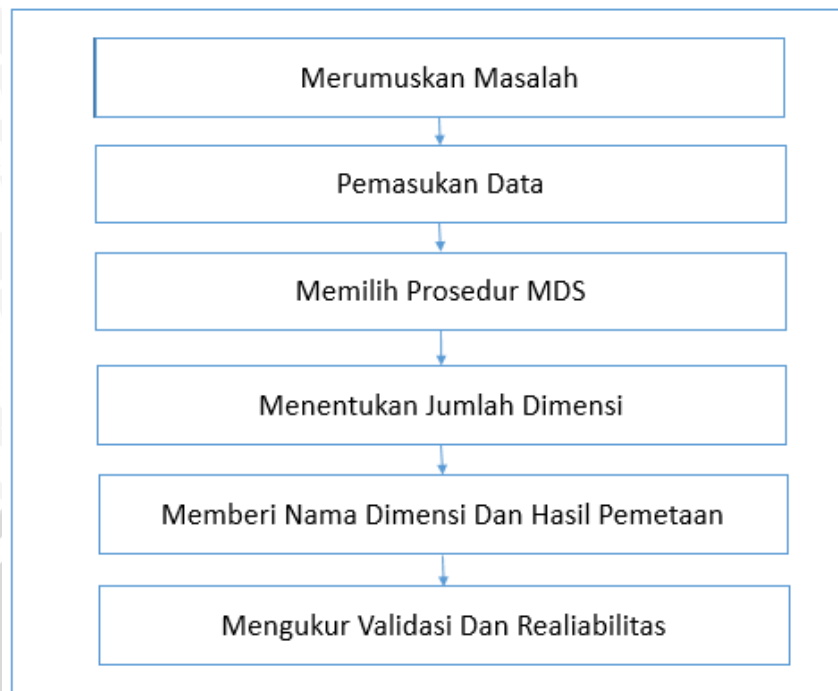 Merumuskan Masalah
Pemasukan Data
Memilih Prosedur MDS
Menentukan Jumlah Dimensi
Memberi Nama Dimensi Dan Hasil Pemetaan
Mengukur Validasi Dan Realiabilitas